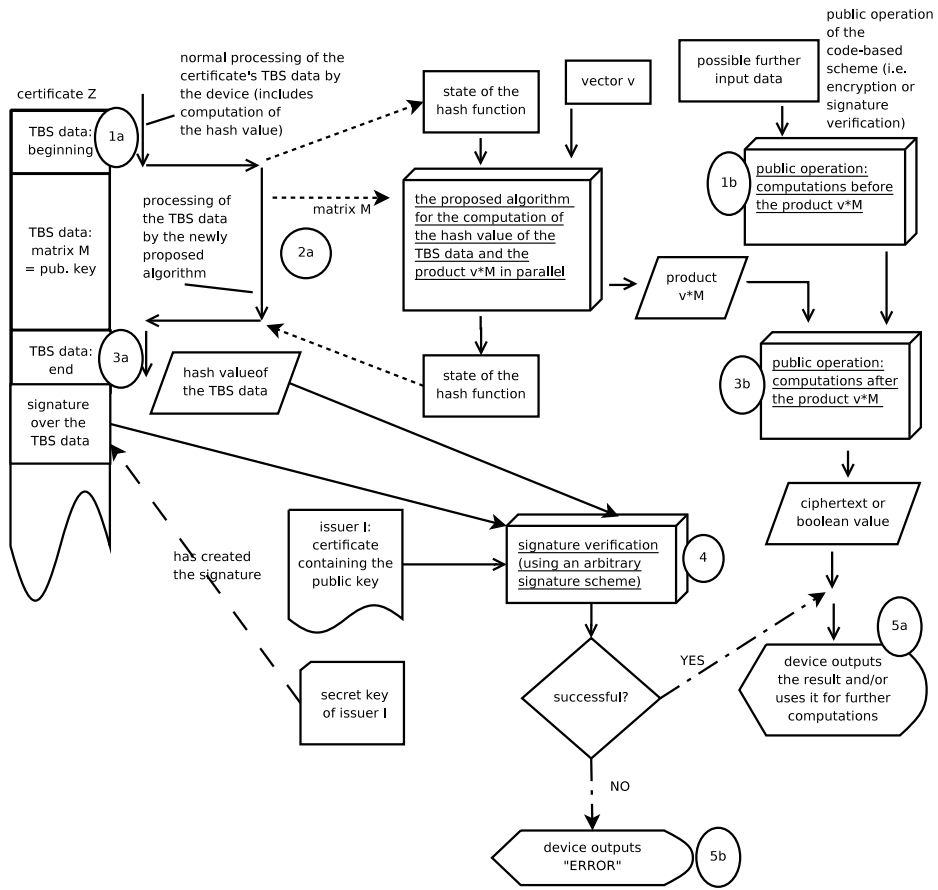 certificate Z
TBS data:
beginning
1a
normal processing of the
certificate's TBS data by
the device (includes
computation of
the hash value)
state of the
hash function
vector v
possible further
input data
public operation
of the
code-based
scheme (i.e.
encryption or
signature
verification)
1b
public operation:
computations before
the product v*M
TBS data:
matrix M
= pub. key
processing
of the
TBS data
by the newly
proposed
algorithm
2a
matrix M
the proposed algorithm
for the computation of
the hash value of the
TBS data and the
product v*M in parallel
product
v*M
TBS data:
end
3a
hash valueof
the TBS data
state of the
hash function
3b
public operation:
computations after
the product v*M
signature
over the
TBS data
ciphertext or
boolean value
has created
the signature
issuer I:
certificate
containing the
public key
signature verification
(using an arbitrary
signature scheme)
4
5a
secret key
of issuer I
successful?
YES
device outputs
the result and/or
uses it for further
computations
NO
device outputs
"ERROR"
5b